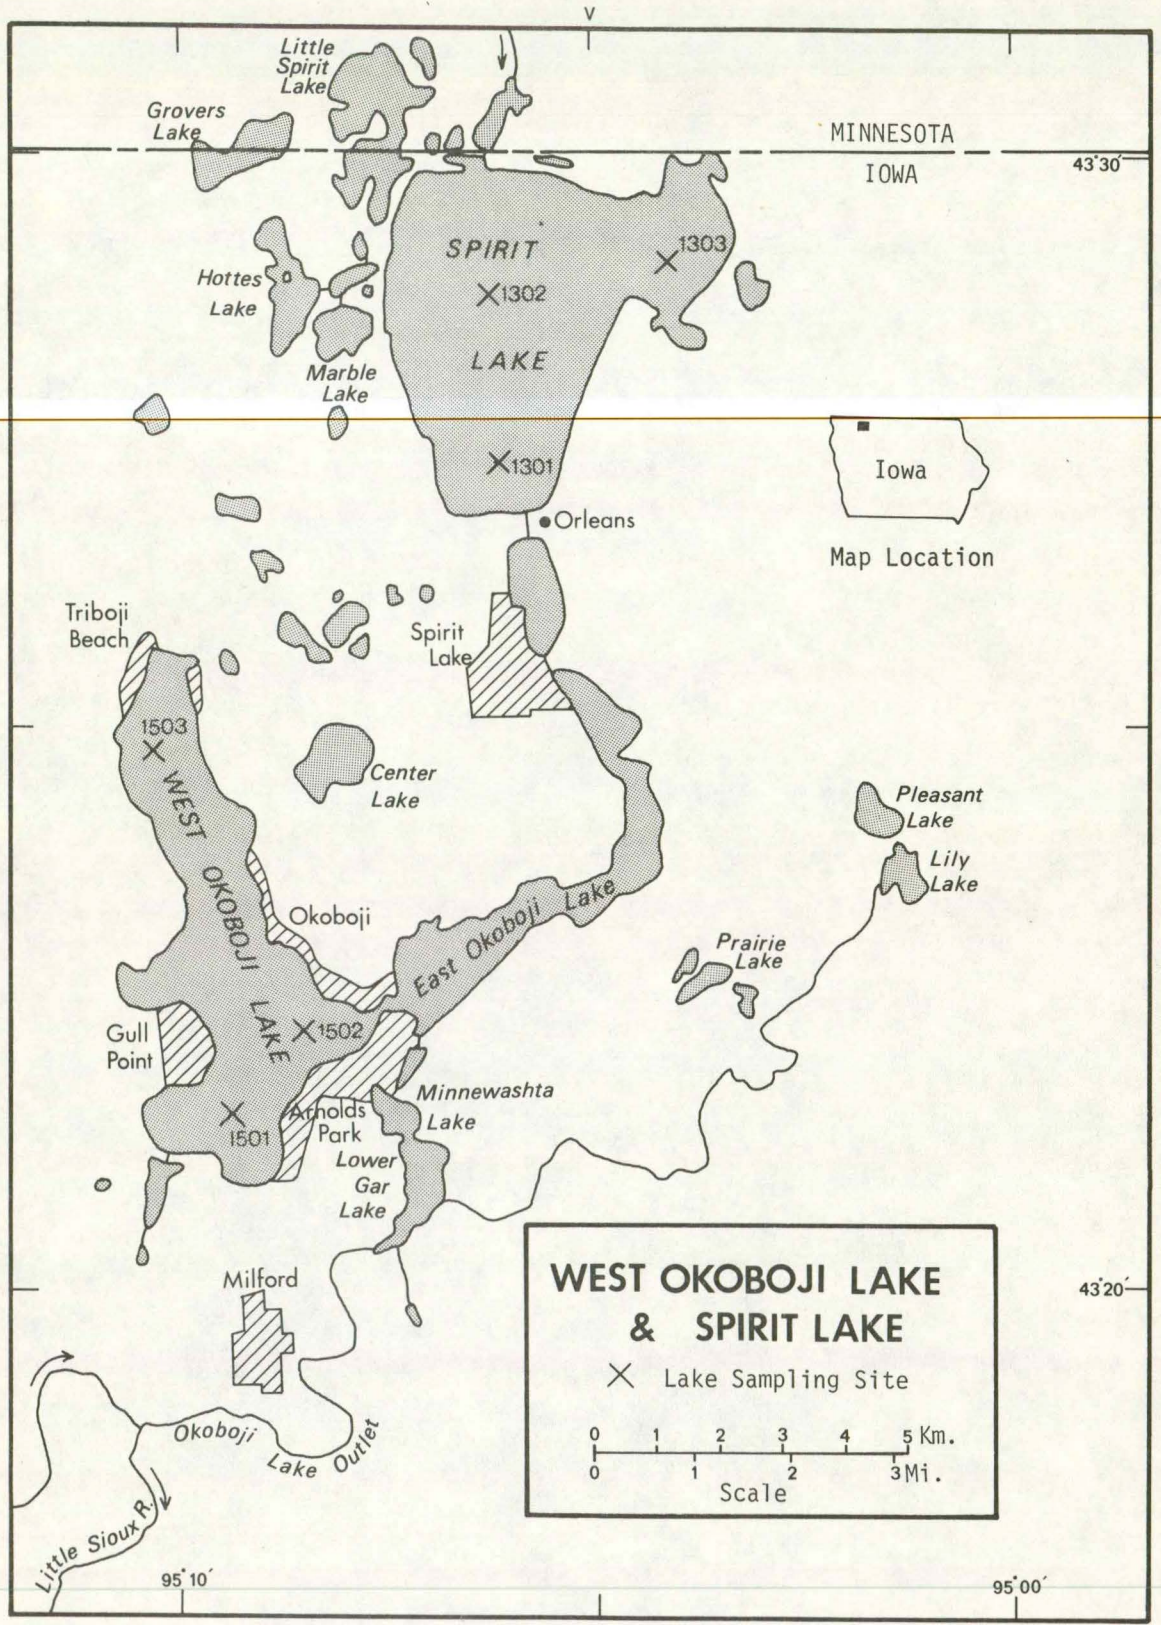 V
Little
Spirit
Lake
Grovers
Lake
MINNESOTA
IOWA
43°30′
SPIRIT
LAKE
1303
1302
1301
Hottes
Lake
Marble
Lake
Iowa
Map Location
Orleans
Triboji
Beach
Spirit
Lake
1503
WEST OKOBOJI LAKE
Center
Lake
Pleasant
Lake
Lily
Lake
Okoboji
East Okoboji Lake
Prairie
Lake
Gull
Point
1502
1501
Arnolds
Park
Minnewashta
Lake
Lower
Gar
Lake
Milford
43°20′
WEST OKOBOJI LAKE
& SPIRIT LAKE
Lake Sampling Site
0 1 2 3 4 5 Km.
0 1 2 3 Mi.
Scale
Okoboji Lake Outlet
Little Sioux R.
95°10′
95°00′